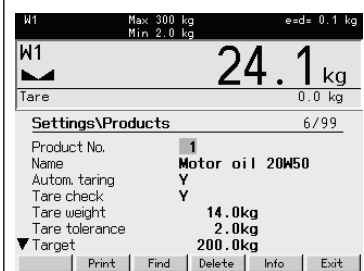 W1 Max 300 kg e=d= 0.1 kg
Min 2.0 kg
W1
24.1 kg
Tare 0.0 kg
Settings\Products 6/99
Product No. 1
Name Motor oil 20W50
Autom. taring Y
Tare check Y
Tare weight 14.0kg
Tare tolerance 2.0kg
▼Target 200.0kg
Print Find Delete Info Exit